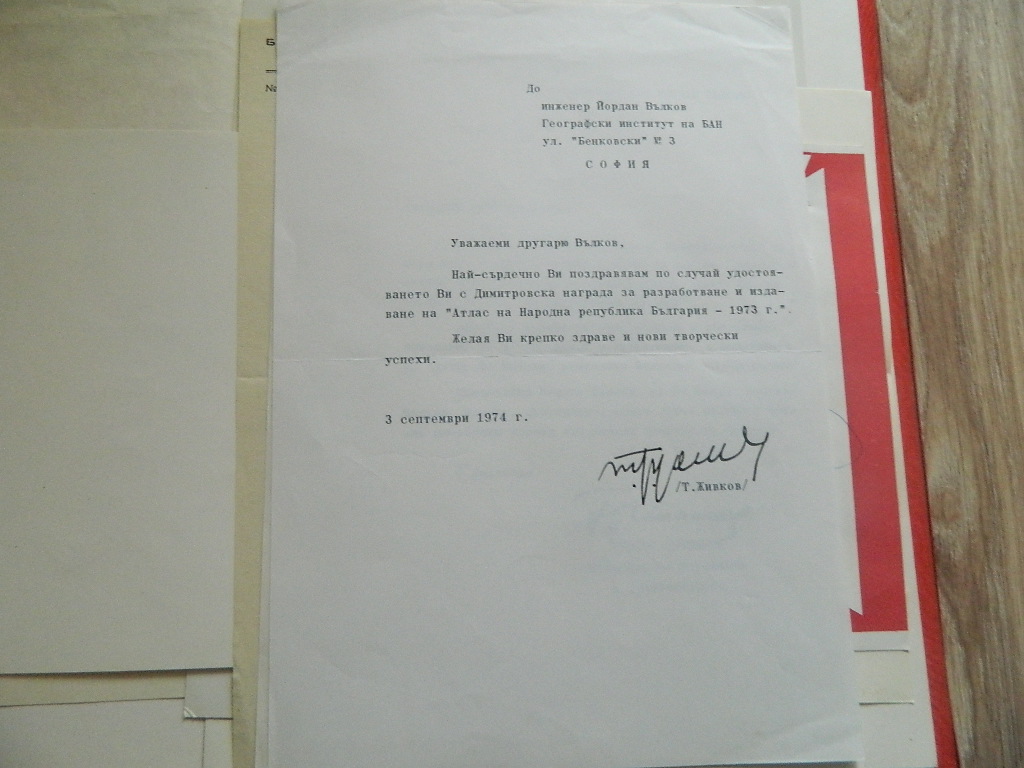 До
инженер Йордан Вълков
Географски институт на БАН
ул. "Бенковски" № 3
С О Ф И Я
Уважаеми другарю Вълков,
Най-сърдечно Ви поздравявам по случай удостоя-
ването Ви с Димитровска награда за разработване и изда-
ване на "Атлас на Народна република България - 1973 г.".
Желая Ви крепко здраве и нови творчески
успехи.
3 септември 1974 г.
/Т.Живков/
Б
№